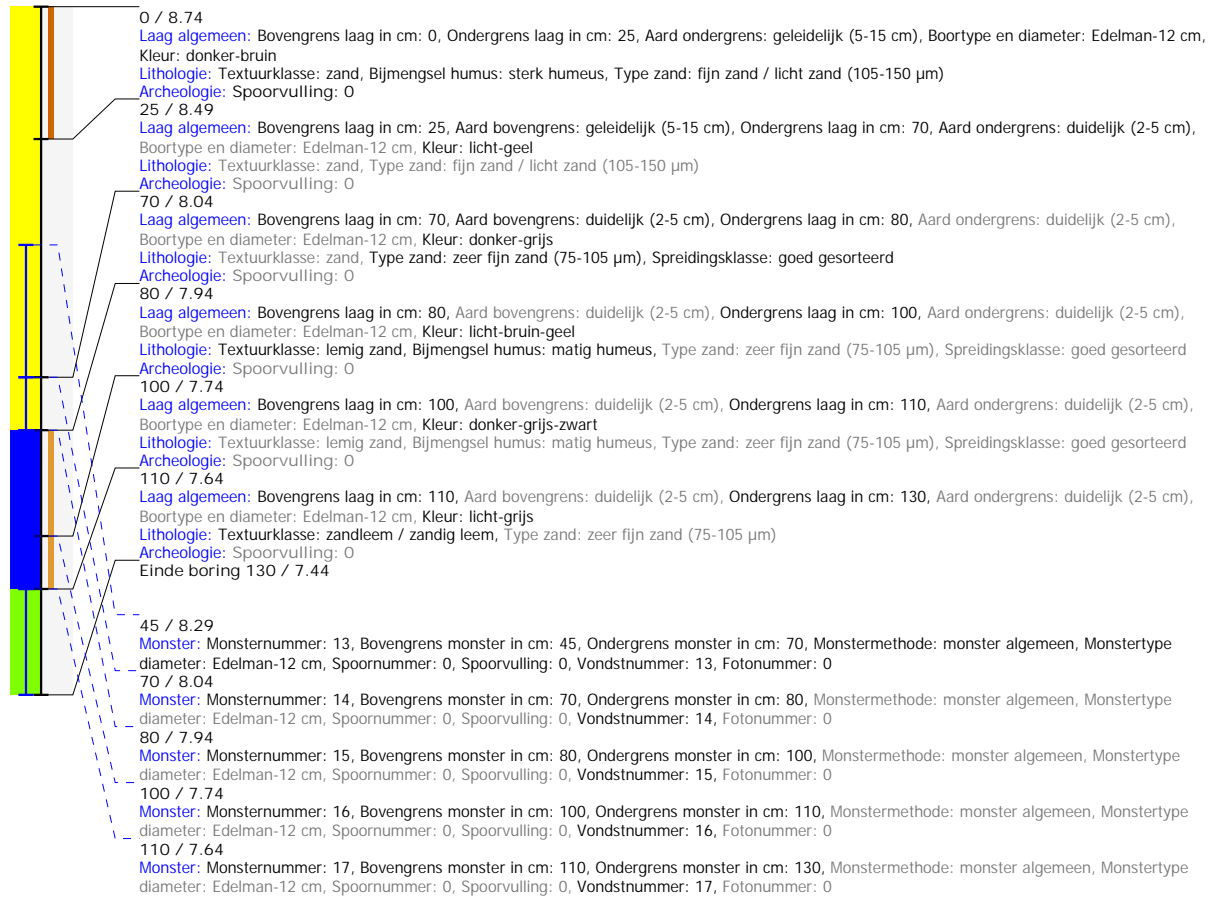 0 / 8.74
Laag algemeen: Bovengrens laag in cm: 0, Ondergrens laag in cm: 25, Aard ondergrens: geleidelijk (5-15 cm), Boortype en diameter: Edelman-12 cm,
Kleur: donker-bruin
Lithologie: Textuurklasse: zand, Bijmengsel humus: sterk humeus, Type zand: fijn zand / licht zand (105-150 µm)
Archeologie: Spoorvulling: 0
25 / 8.49
Laag algemeen: Bovengrens laag in cm: 25, Aard bovengrens: geleidelijk (5-15 cm), Ondergrens laag in cm: 70, Aard ondergrens: duidelijk (2-5 cm),
Boortype en diameter: Edelman-12 cm, Kleur: licht-geel
Lithologie: Textuurklasse: zand, Type zand: fijn zand / licht zand (105-150 µm)
Archeologie: Spoorvulling: 0
70 / 8.04
Laag algemeen: Bovengrens laag in cm: 70, Aard bovengrens: duidelijk (2-5 cm), Ondergrens laag in cm: 80, Aard ondergrens: duidelijk (2-5 cm),
Boortype en diameter: Edelman-12 cm, Kleur: donker-grijs
Lithologie: Textuurklasse: zand, Type zand: zeer fijn zand (75-105 µm), Spreidingsklasse: goed gesorteerd
Archeologie: Spoorvulling: 0
80 / 7.94
Laag algemeen: Bovengrens laag in cm: 80, Aard bovengrens: duidelijk (2-5 cm), Ondergrens laag in cm: 100, Aard ondergrens: duidelijk (2-5 cm),
Boortype en diameter: Edelman-12 cm, Kleur: licht-bruin-geel
Lithologie: Textuurklasse: lemig zand, Bijmengsel humus: matig humeus, Type zand: zeer fijn zand (75-105 µm), Spreidingsklasse: goed gesorteerd
Archeologie: Spoorvulling: 0
100 / 7.74
Laag algemeen: Bovengrens laag in cm: 100, Aard bovengrens: duidelijk (2-5 cm), Ondergrens laag in cm: 110, Aard ondergrens: duidelijk (2-5 cm),
Boortype en diameter: Edelman-12 cm, Kleur: donker-grijs-zwart
Lithologie: Textuurklasse: lemig zand, Bijmengsel humus: matig humeus, Type zand: zeer fijn zand (75-105 µm), Spreidingsklasse: goed gesorteerd
Archeologie: Spoorvulling: 0
110 / 7.64
Laag algemeen: Bovengrens laag in cm: 110, Aard bovengrens: duidelijk (2-5 cm), Ondergrens laag in cm: 130, Aard ondergrens: duidelijk (2-5 cm),
Boortype en diameter: Edelman-12 cm, Kleur: licht-grijs
Lithologie: Textuurklasse: zandleem / zandig leem, Type zand: zeer fijn zand (75-105 µm)
Archeologie: Spoorvulling: 0
Einde boring 130 / 7.44
45 / 8.29
Monster: Monsternummer: 13, Bovengrens monster in cm: 45, Ondergrens monster in cm: 70, Monstermethode: monster algemeen, Monstertype
diameter: Edelman-12 cm, Spoornummer: 0, Spoorvulling: 0, Vondstnummer: 13, Fotonummer: 0
70 / 8.04
Monster: Monsternummer: 14, Bovengrens monster in cm: 70, Ondergrens monster in cm: 80, Monstermethode: monster algemeen, Monstertype
diameter: Edelman-12 cm, Spoornummer: 0, Spoorvulling: 0, Vondstnummer: 14, Fotonummer: 0
80 / 7.94
Monster: Monsternummer: 15, Bovengrens monster in cm: 80, Ondergrens monster in cm: 100, Monstermethode: monster algemeen, Monstertype
diameter: Edelman-12 cm, Spoornummer: 0, Spoorvulling: 0, Vondstnummer: 15, Fotonummer: 0
100 / 7.74
Monster: Monsternummer: 16, Bovengrens monster in cm: 100, Ondergrens monster in cm: 110, Monstermethode: monster algemeen, Monstertype
diameter: Edelman-12 cm, Spoornummer: 0, Spoorvulling: 0, Vondstnummer: 16, Fotonummer: 0
110 / 7.64
Monster: Monsternummer: 17, Bovengrens monster in cm: 110, Ondergrens monster in cm: 130, Monstermethode: monster algemeen, Monstertype
diameter: Edelman-12 cm, Spoornummer: 0, Spoorvulling: 0, Vondstnummer: 17, Fotonummer: 0